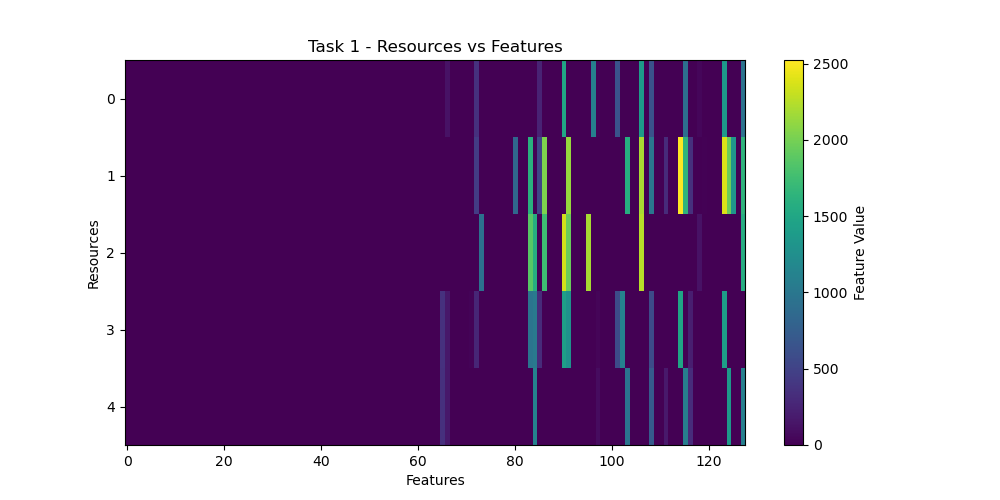 Task 1 - Resources vs Features
Resources
0
1
2
3
4
0 20 40 60 80 100 120
Features
2500
2000
1500
1000
500
0
Feature Value